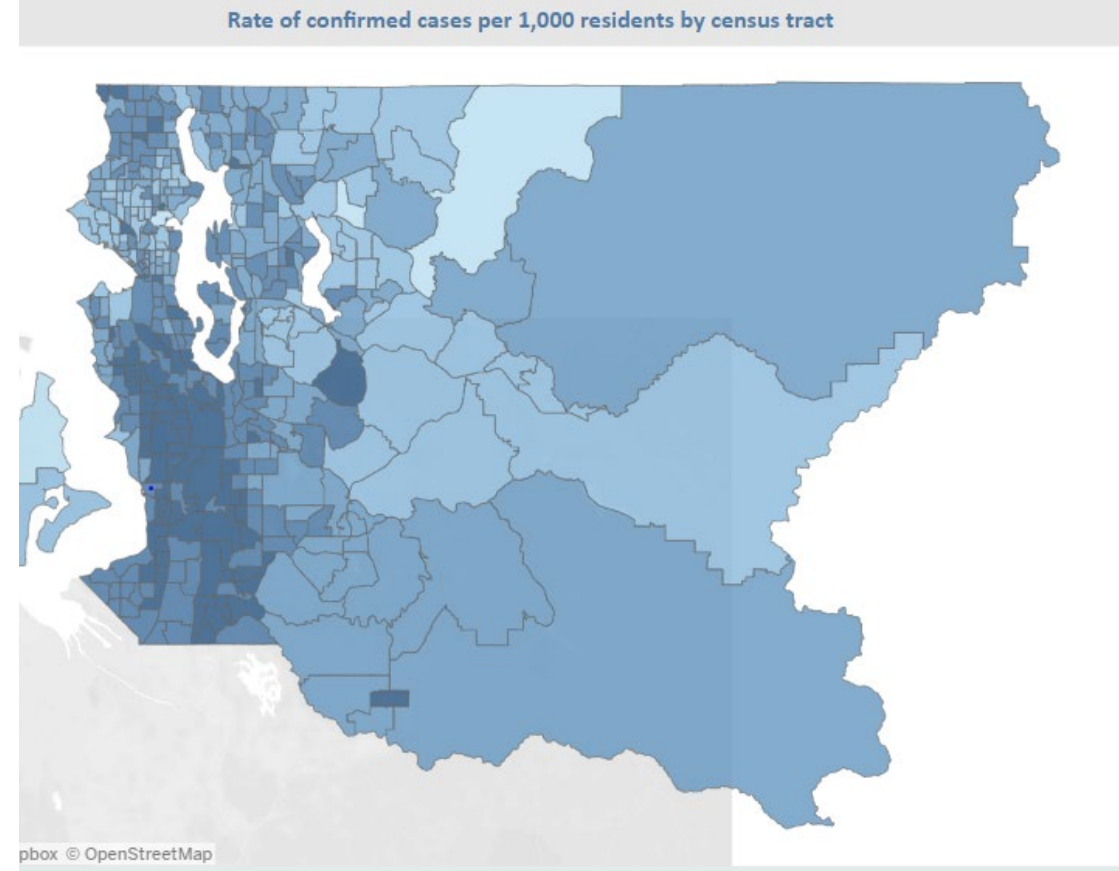 Rate of confirmed cases per 1,000 residents by census tract
pbox © OpenStreetMap